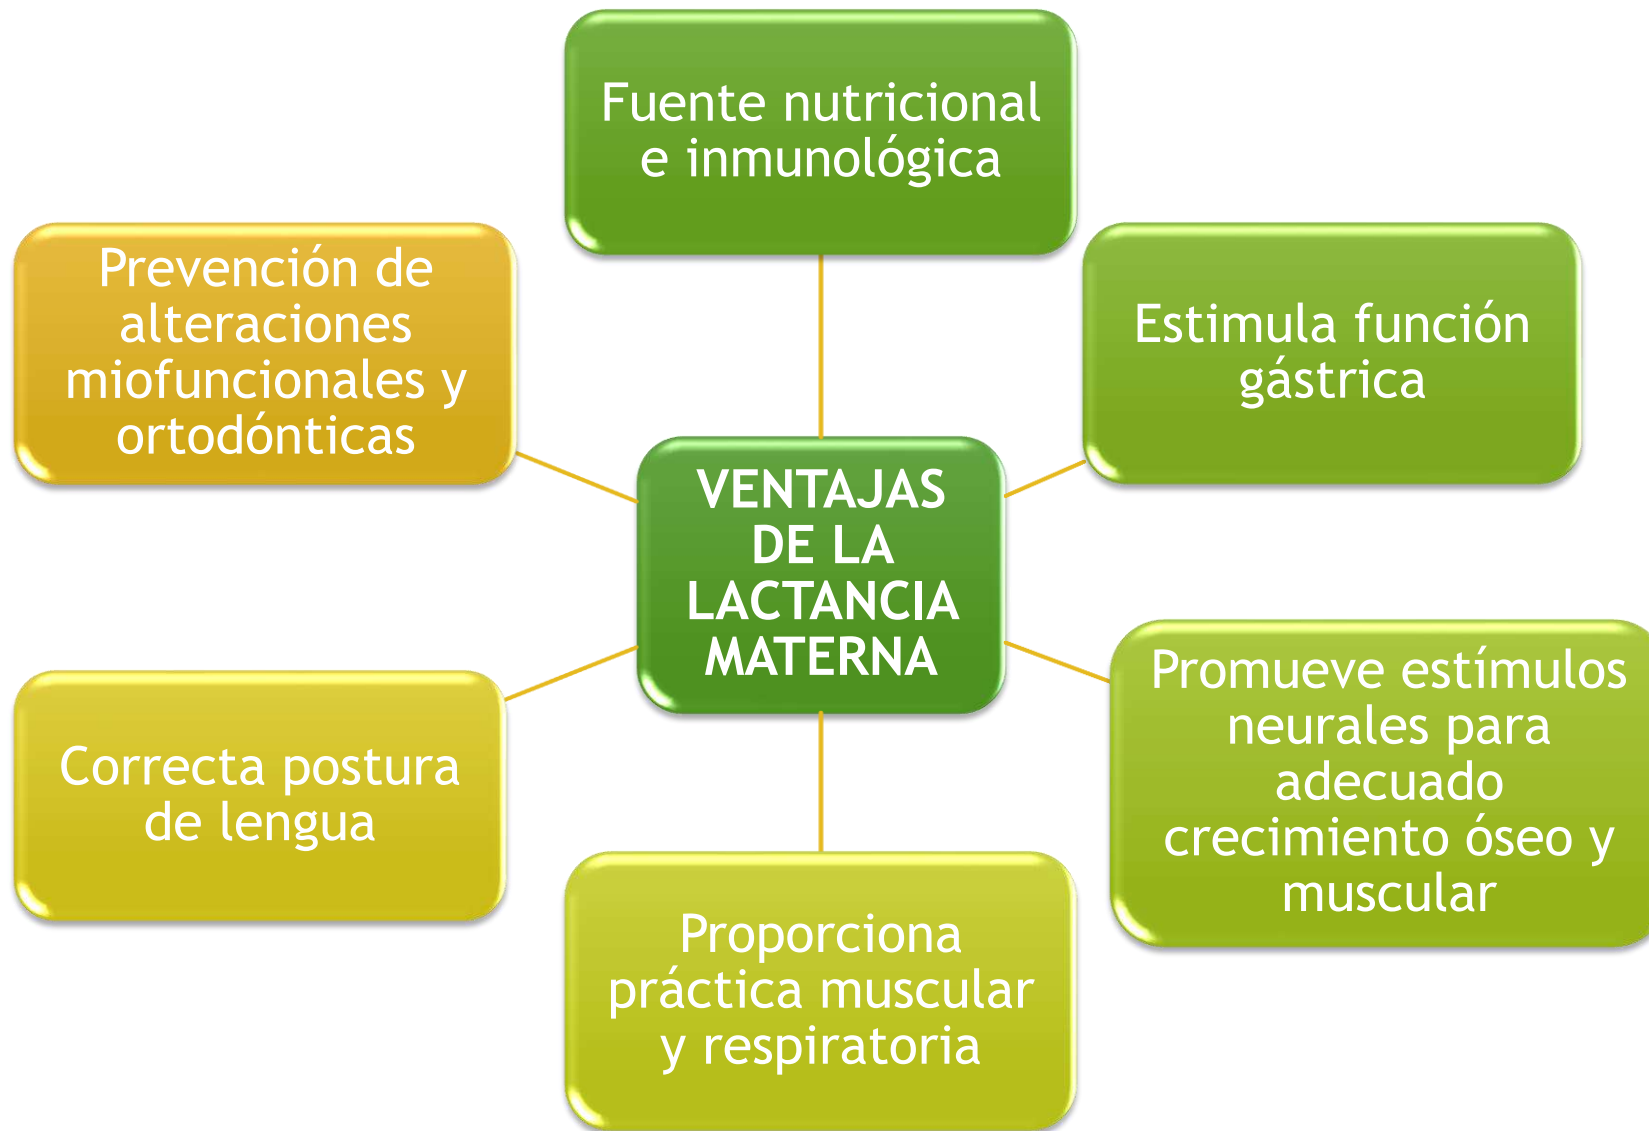 Fuente nutricional
e inmunológica
Estimula función
gástrica
Promueve estímulos
neurales para
adecuado
crecimiento óseo y
muscular
Proporciona
práctica muscular
y respiratoria
Correcta postura
de lengua
Prevención de
alteraciones
miofuncionales y
ortodónticas
VENTAJAS
DE LA
LACTANCIA
MATERNA